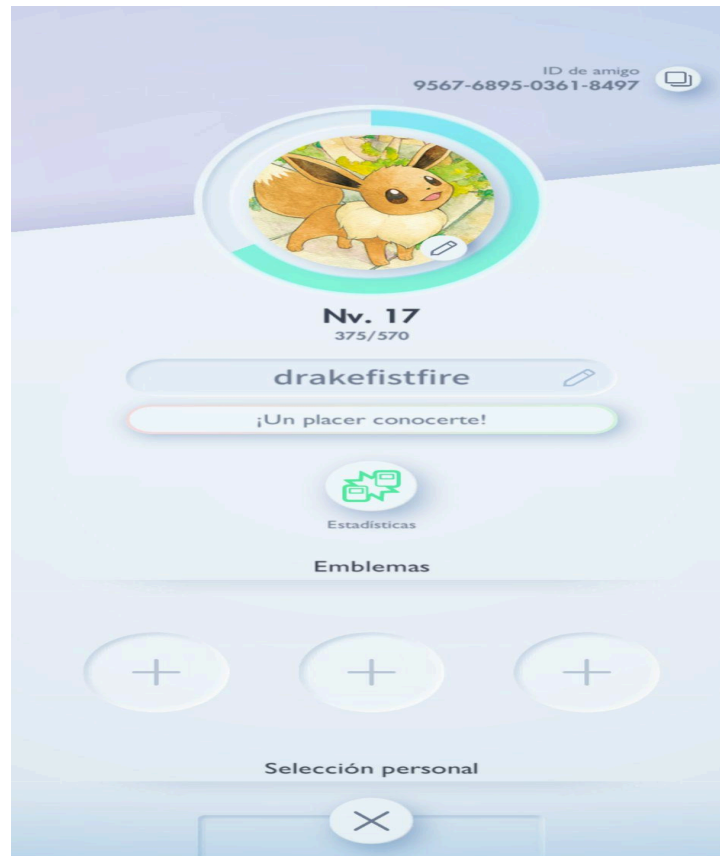 ID de amigo
9567-6895-0361-8497
Nv. 17
375/570
drakefistfire
¡Un placer conocerte!
Estadísticas
Emblemas
Selección personal